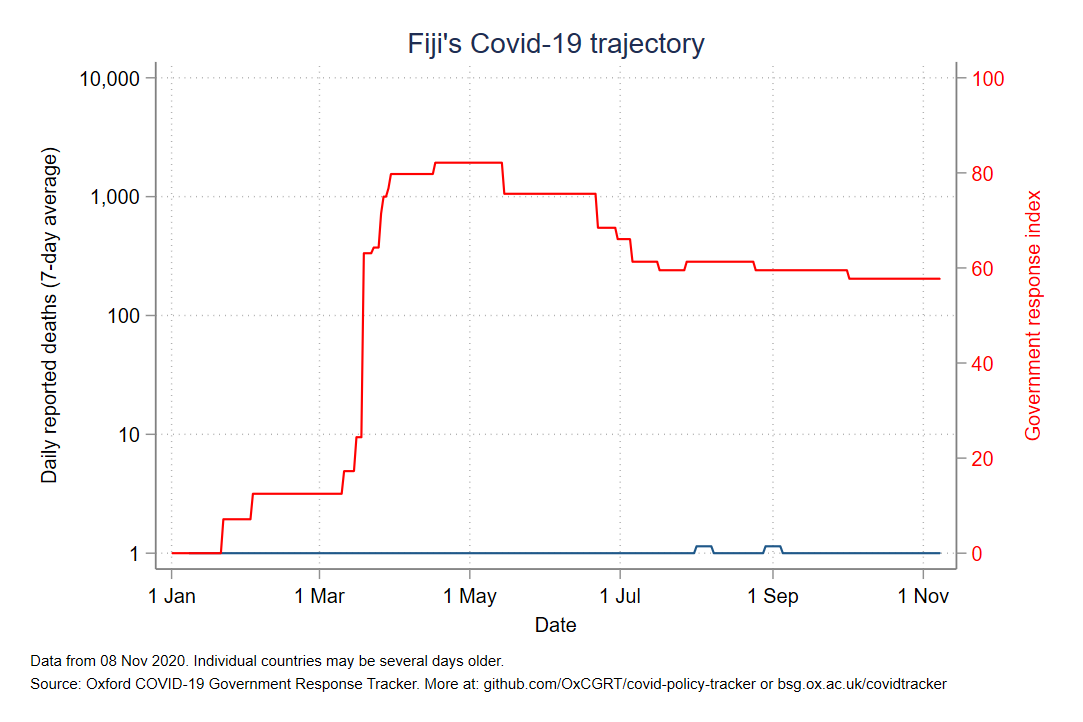 Fiji's Covid-19 trajectory
Daily reported deaths (7-day average)
10,000
1,000
100
10
1
100
80
60
40
20
0
Government response index
1 Jan
1 Mar
1 May
1 Jul
1 Sep
1 Nov
Date
Data from 08 Nov 2020. Individual countries may be several days older.
Source: Oxford COVID-19 Government Response Tracker. More at: github.com/OxCGRT/covid-policy-tracker or bsg.ox.ac.uk/covidtracker